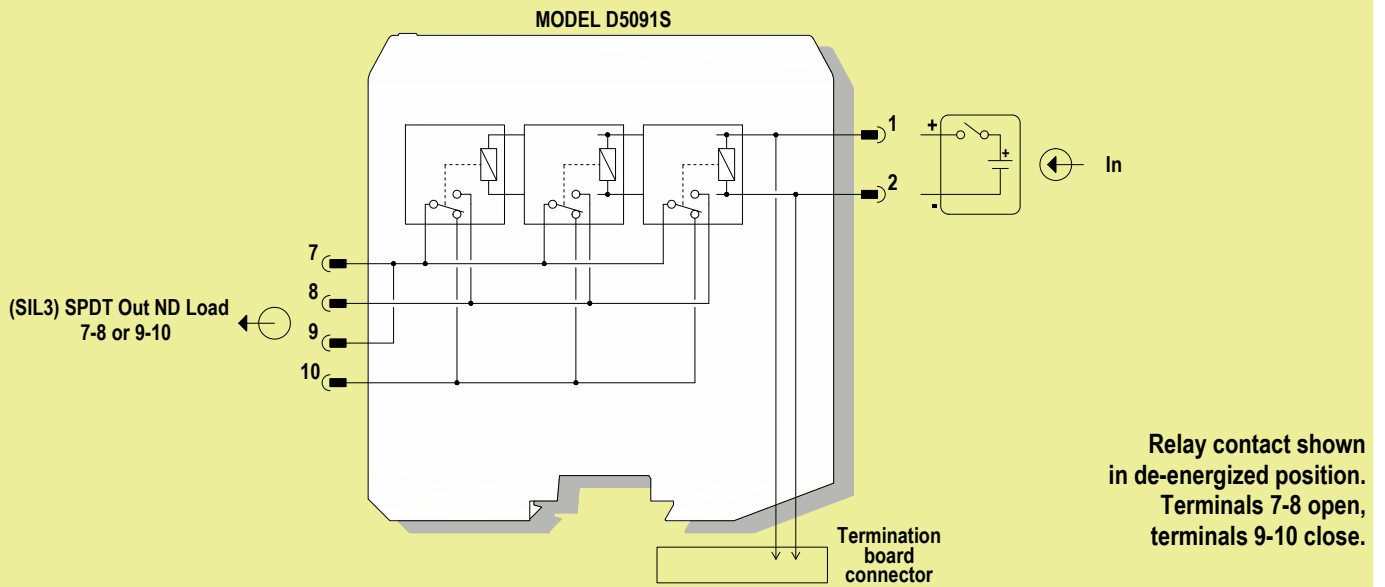 MODEL D5091S
1
+
+
In
2
-
7
8
(SIL3) SPDT Out ND Load
7-8 or 9-10
9
10
Relay contact shown
in de-energized position.
Terminals 7-8 open,
terminals 9-10 close.
Termination
board
connector